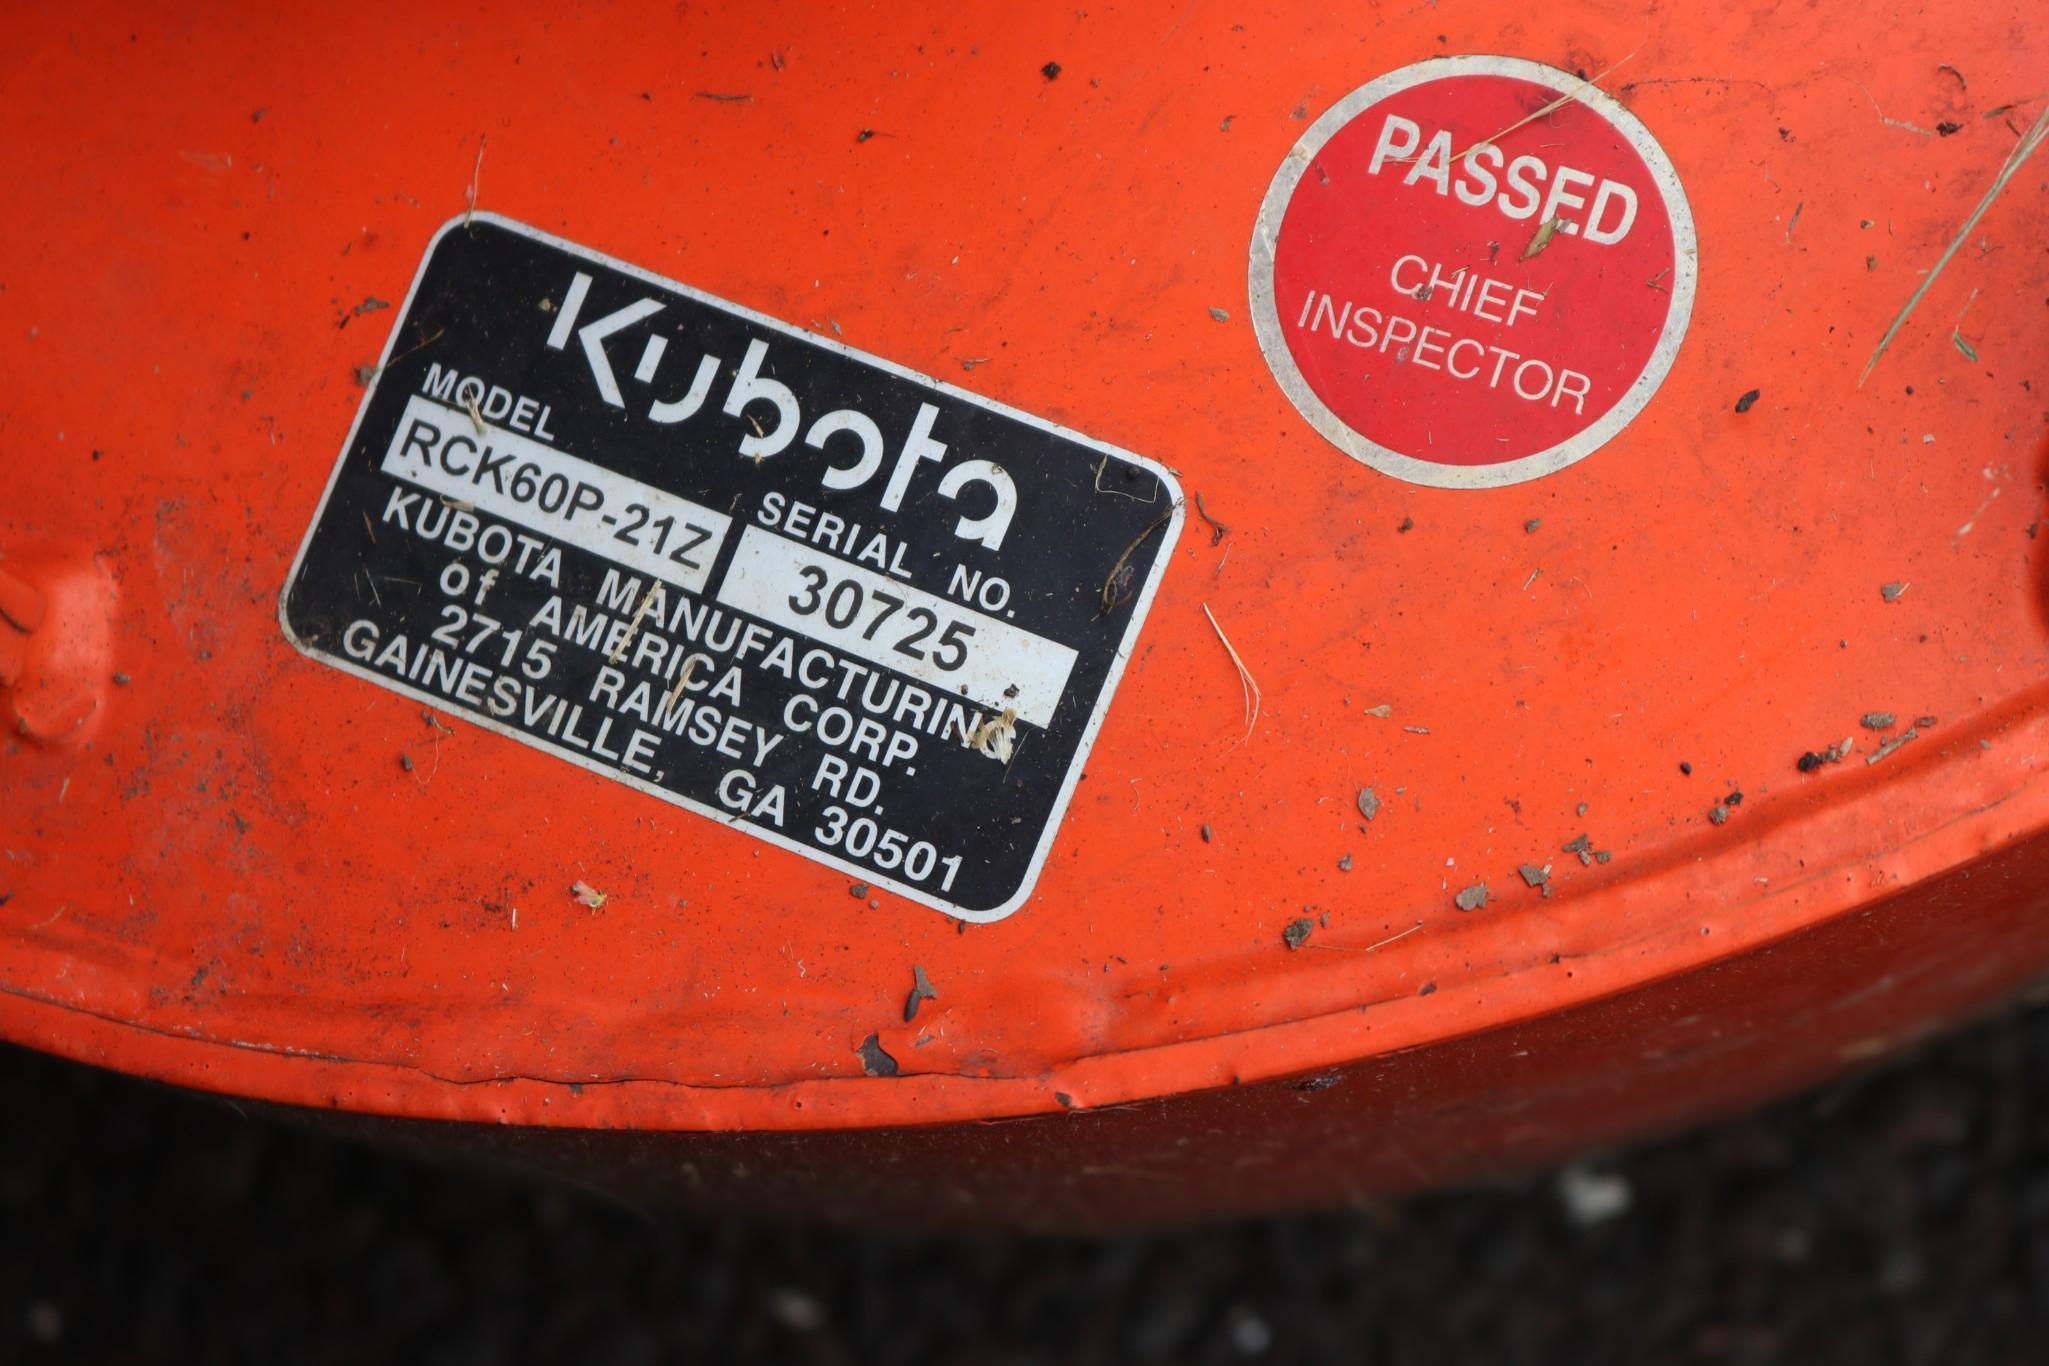 Kubota
MODEL
RCK60P-21Z
SERIAL NO.
30725
KUBOTA MANUFACTURING
Of AMERICA CORP.
2715 RAMSEY RD.
GAINESVILLE, GA 30501
PASSED
CHIEF
INSPECTOR